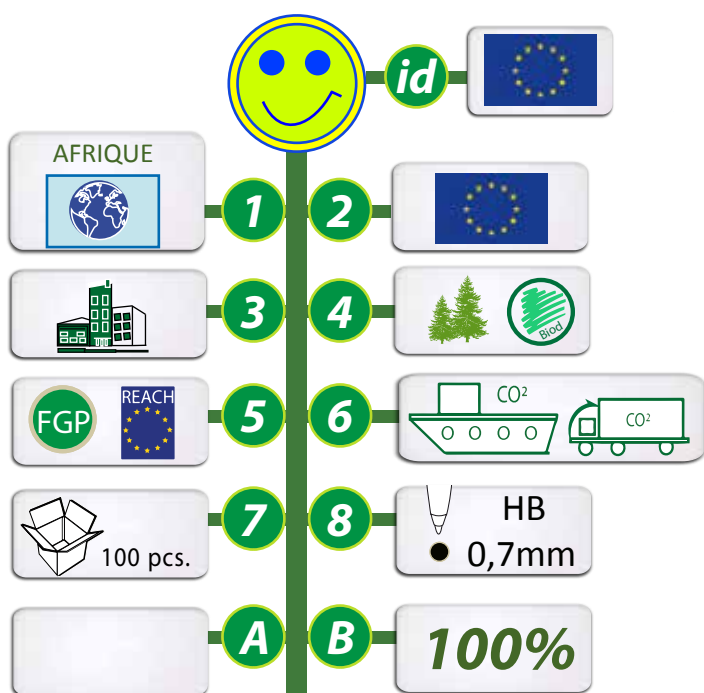 id
AFRIQUE
1
2
3
4
Biod
FGP
REACH
5
6
CO²
CO²
100 pcs.
7
8
HB
0,7mm
A
B
100%